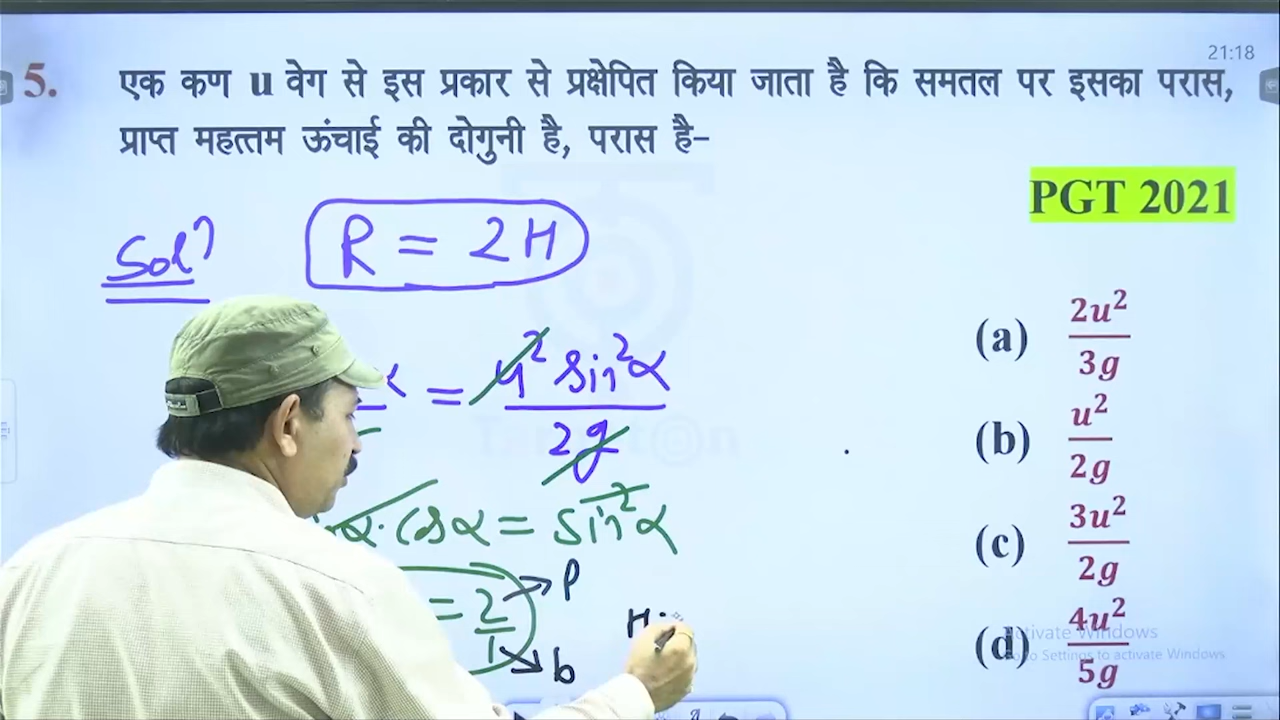 21:18
5. एक कण u वेग से इस प्रकार से प्रक्षेपित किया जाता है कि समतल पर इसका परास,
प्राप्त महत्तम ऊंचाई की दोगुनी है, परास है-
PGT 2021
Sol?
R = 2H
α = u² sin²α / 2g
α. cosα = sin²α
= 2/1
P
b
H
(a) 2u²/3g
(b) u²/2g
(c) 3u²/2g
(d) 4u²/5g
Activate Windows
Go to Settings to activate Windows